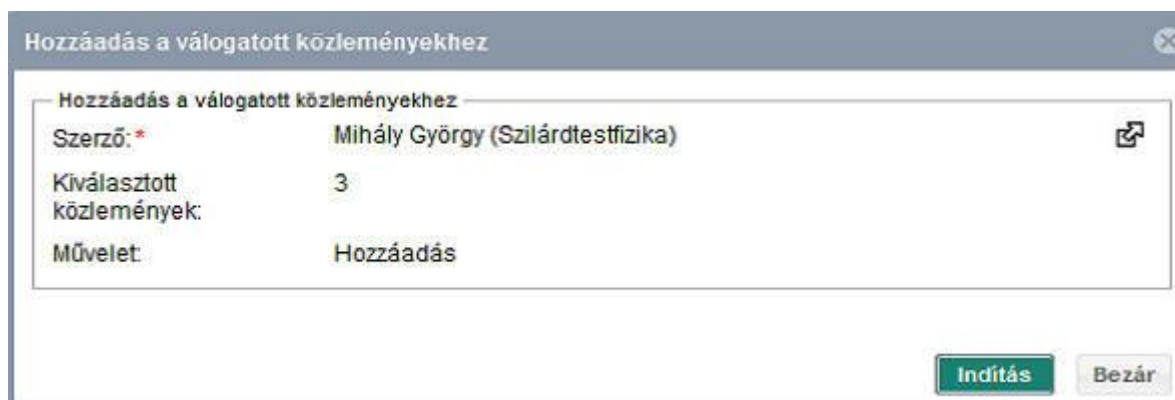 Hozzáadás a válogatott közleményekhez
Hozzáadás a válogatott közleményekhez
Szerző:* Mihály György (Szilárdtestfizika)
Kiválasztott 3
közlemények:
Művelet: Hozzáadás
Indítás Bezár